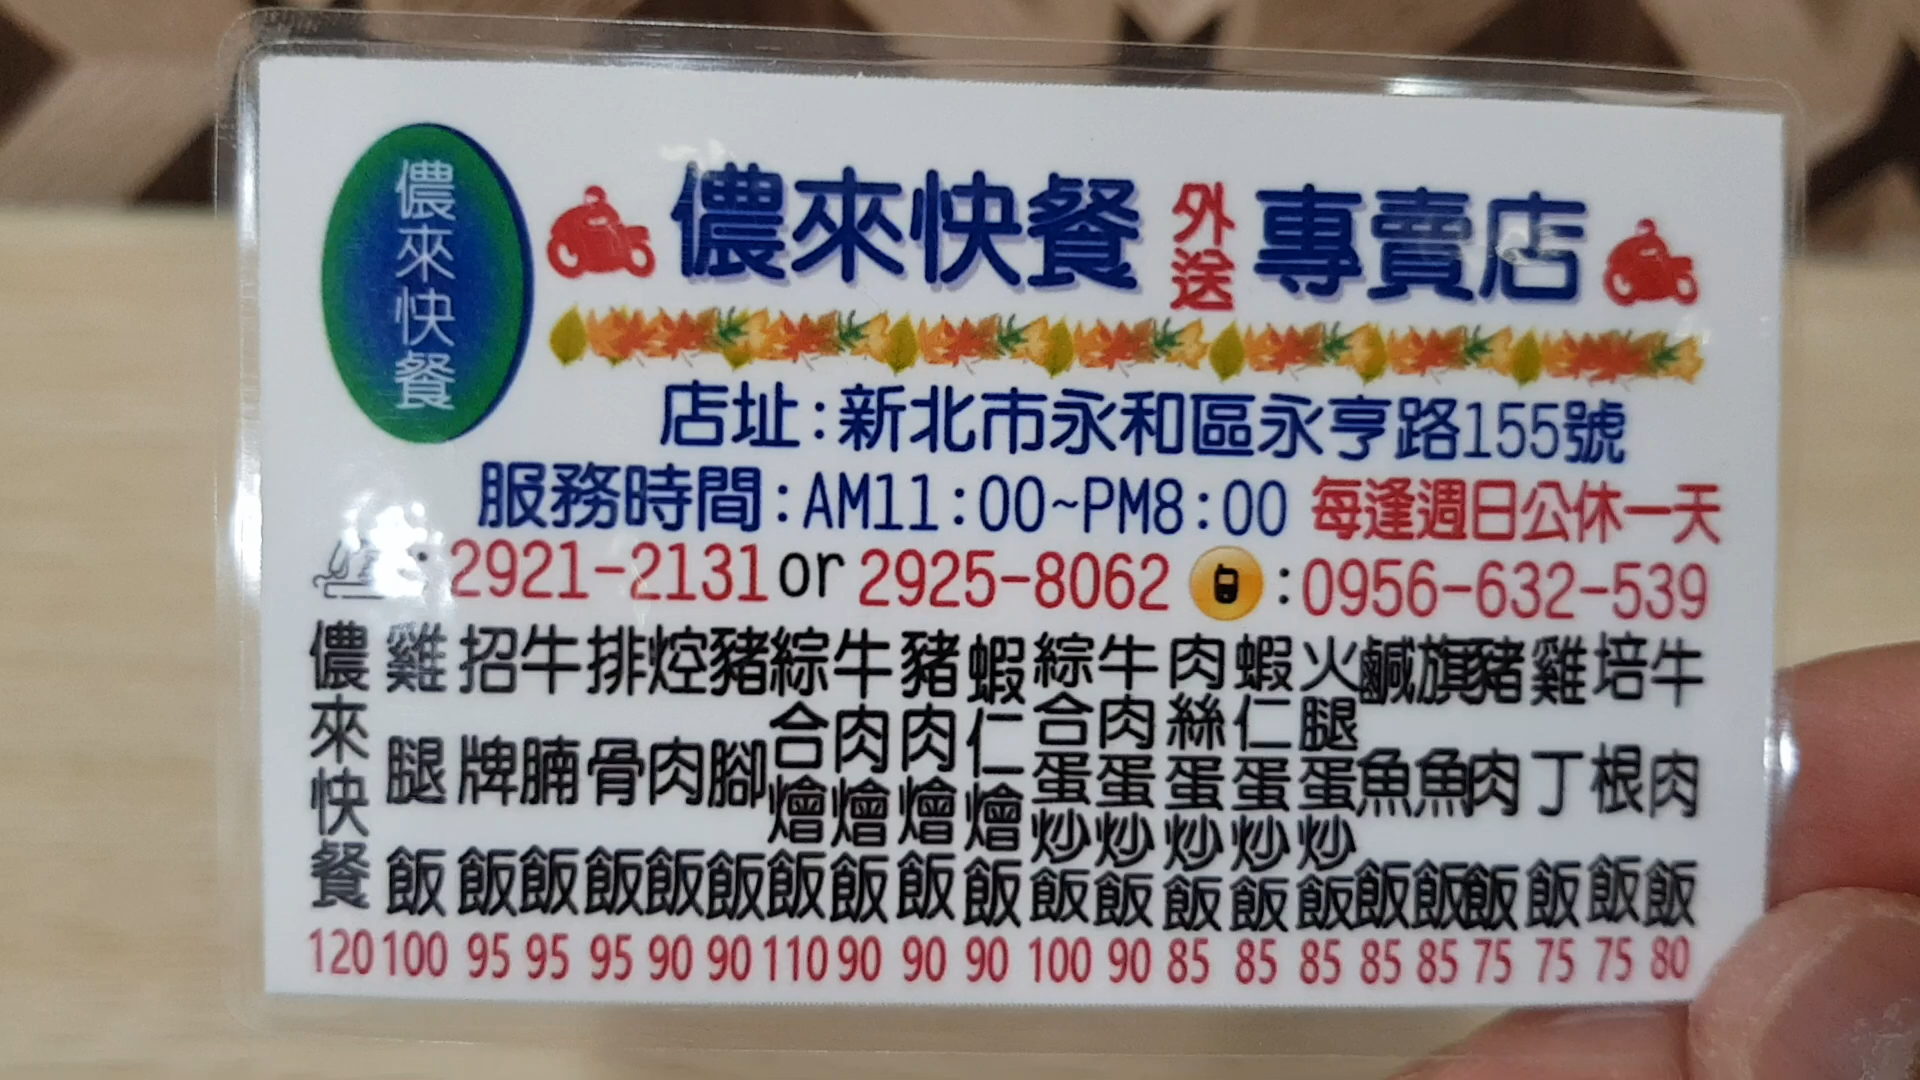 儂來快餐
儂來快餐 外送 專賣店
店址:新北市永和區永亨路155號
服務時間:AM11:00~PM8:00 每逢週日公休一天
:2921-2131 or 2925-8062 :0956-632-539
儂來快餐 120
雞腿飯 100
招牌飯 95
牛腩飯 95
排骨飯 95
焢肉飯 90
豬腳飯 90
綜合燴飯 110
牛肉燴飯 90
豬肉燴飯 90
蝦仁燴飯 90
綜合蛋炒飯 100
牛肉蛋炒飯 90
肉絲蛋炒飯 85
蝦仁蛋炒飯 85
火腿蛋炒飯 85
鹹魚飯 85
旗魚飯 85
豬肉飯 75
雞丁飯 75
培根飯 75
牛肉飯 80